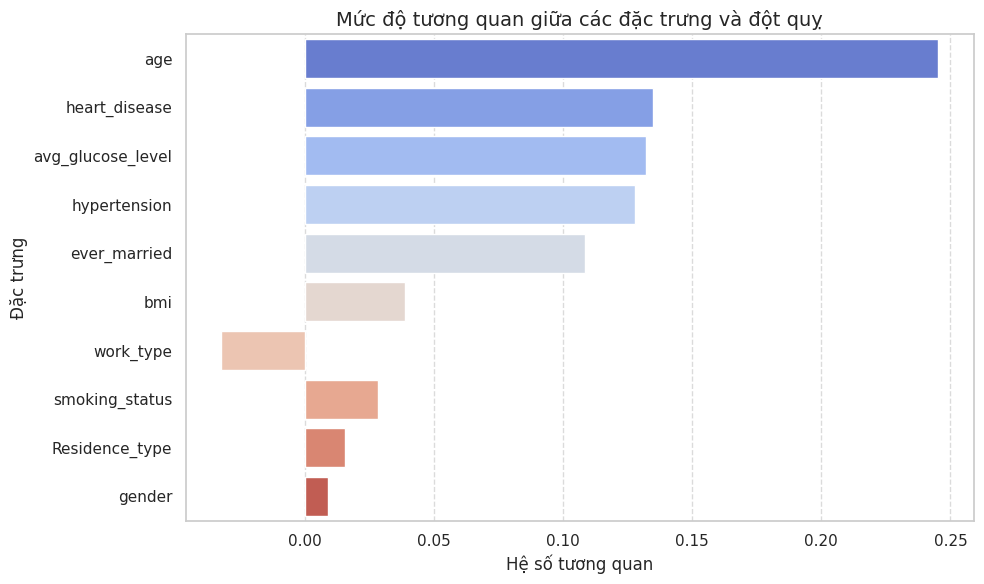 Mức độ tương quan giữa các đặc trưng và đột quỵ
Đặc trưng
age
heart_disease
avg_glucose_level
hypertension
ever_married
bmi
work_type
smoking_status
Residence_type
gender
0.00 0.05 0.10 0.15 0.20 0.25
Hệ số tương quan